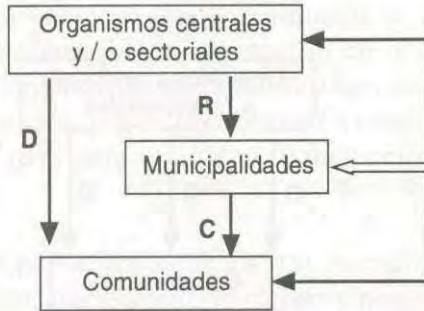 Organismos centrales
y / o sectoriales
R
D
Municipalidades
C
Comunidades